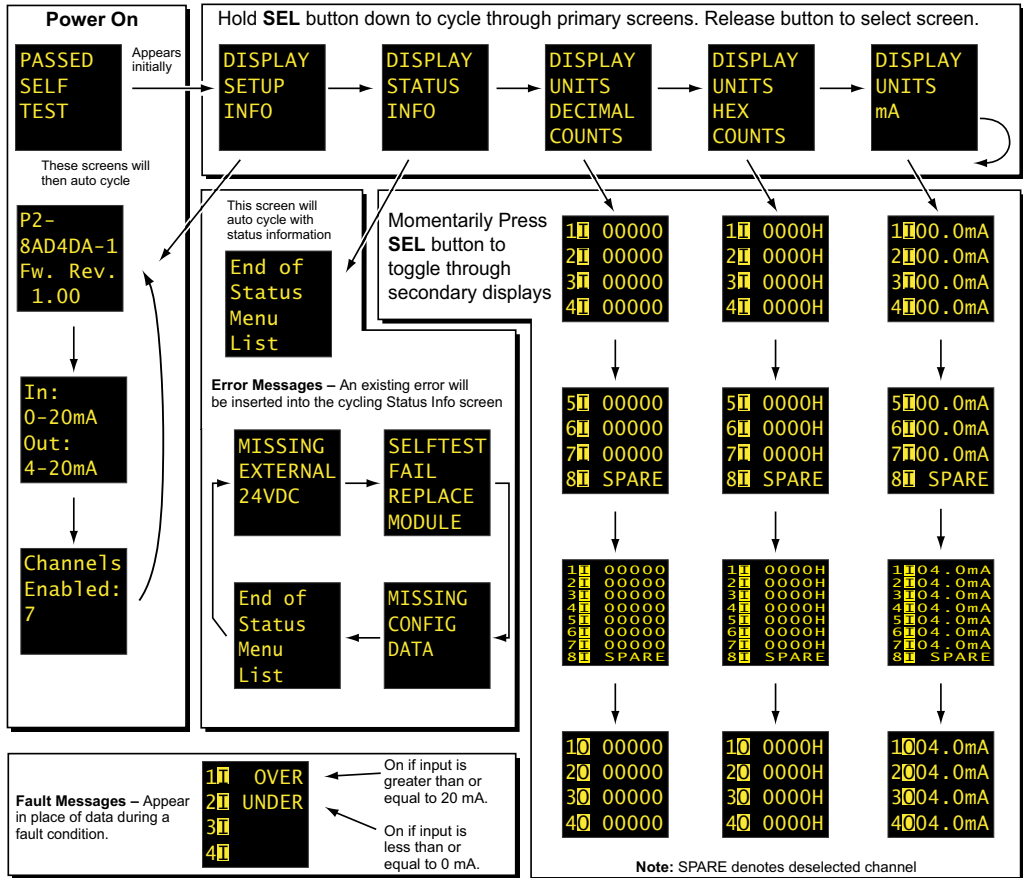 Power On
PASSED
SELF
TEST
Appears
initially
These screens will
then auto cycle
P2-
8AD4DA-1
Fw. Rev.
1.00
In:
0-20mA
Out:
4-20mA
Channels
Enabled:
7
Hold SEL button down to cycle through primary screens. Release button to select screen.
DISPLAY
SETUP
INFO
DISPLAY
STATUS
INFO
DISPLAY
UNITS
DECIMAL
COUNTS
DISPLAY
UNITS
HEX
COUNTS
DISPLAY
UNITS
mA
This screen will
auto cycle with
status information
End of
Status
Menu
List
Error Messages – An existing error will
be inserted into the cycling Status Info screen
MISSING
EXTERNAL
24VDC
SELFTEST
FAIL
REPLACE
MODULE
End of
Status
Menu
List
MISSING
CONFIG
DATA
Momentarily Press
SEL button to
toggle through
secondary displays
1I 00000
2I 00000
3I 00000
4I 00000
1I 0000H
2I 0000H
3I 0000H
4I 0000H
1I00.0mA
2I00.0mA
3I00.0mA
4I00.0mA
5I 00000
6I 00000
7I 00000
8I SPARE
5I 0000H
6I 0000H
7I 0000H
8I SPARE
5I00.0mA
6I00.0mA
7I00.0mA
8I SPARE
1I 00000
2I 00000
3I 00000
4I 00000
5I 00000
6I 00000
7I 00000
8I SPARE
1I 0000H
2I 0000H
3I 0000H
4I 0000H
5I 0000H
6I 0000H
7I 0000H
8I SPARE
1I04.0mA
2I04.0mA
3I04.0mA
4I04.0mA
5I04.0mA
6I04.0mA
7I04.0mA
8I SPARE
1O 00000
2O 00000
3O 00000
4O 00000
1O 0000H
2O 0000H
3O 0000H
4O 0000H
1O04.0mA
2O04.0mA
3O04.0mA
4O04.0mA
Note: SPARE denotes deselected channel
Fault Messages – Appear
in place of data during a
fault condition.
1I OVER
2I UNDER
3I
4I
On if input is
greater than or
equal to 20 mA.
On if input is
less than or
equal to 0 mA.